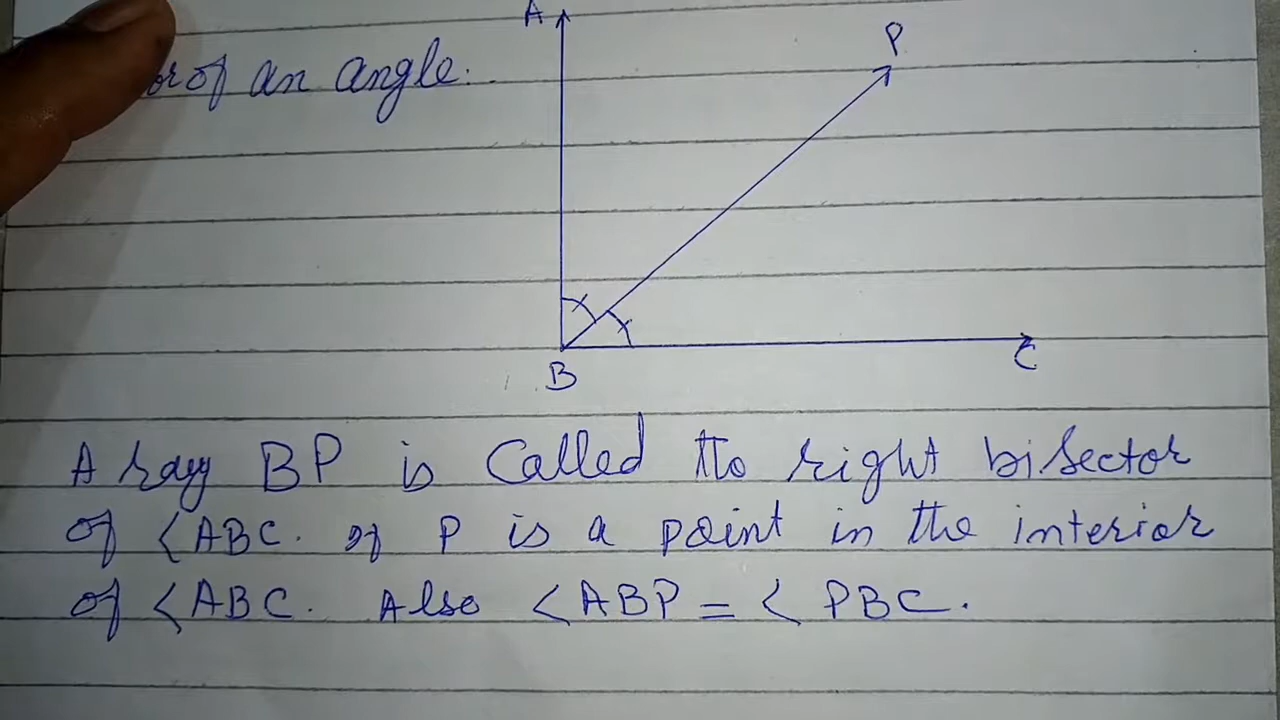 of an angle.
A
P
B
C
A ray BP is Called the right bisector
of <ABC. If P is a point in the interior
of <ABC. Also <ABP = < PBC.